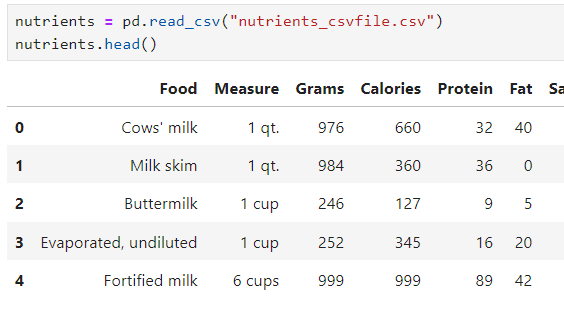 nutrients = pd.read_csv("nutrients_csvfile.csv")
nutrients.head()
Food Measure Grams Calories Protein Fat Sa
0 Cows' milk 1 qt. 976 660 32 40
1 Milk skim 1 qt. 984 360 36 0
2 Buttermilk 1 cup 246 127 9 5
3 Evaporated, undiluted 1 cup 252 345 16 20
4 Fortified milk 6 cups 999 999 89 42